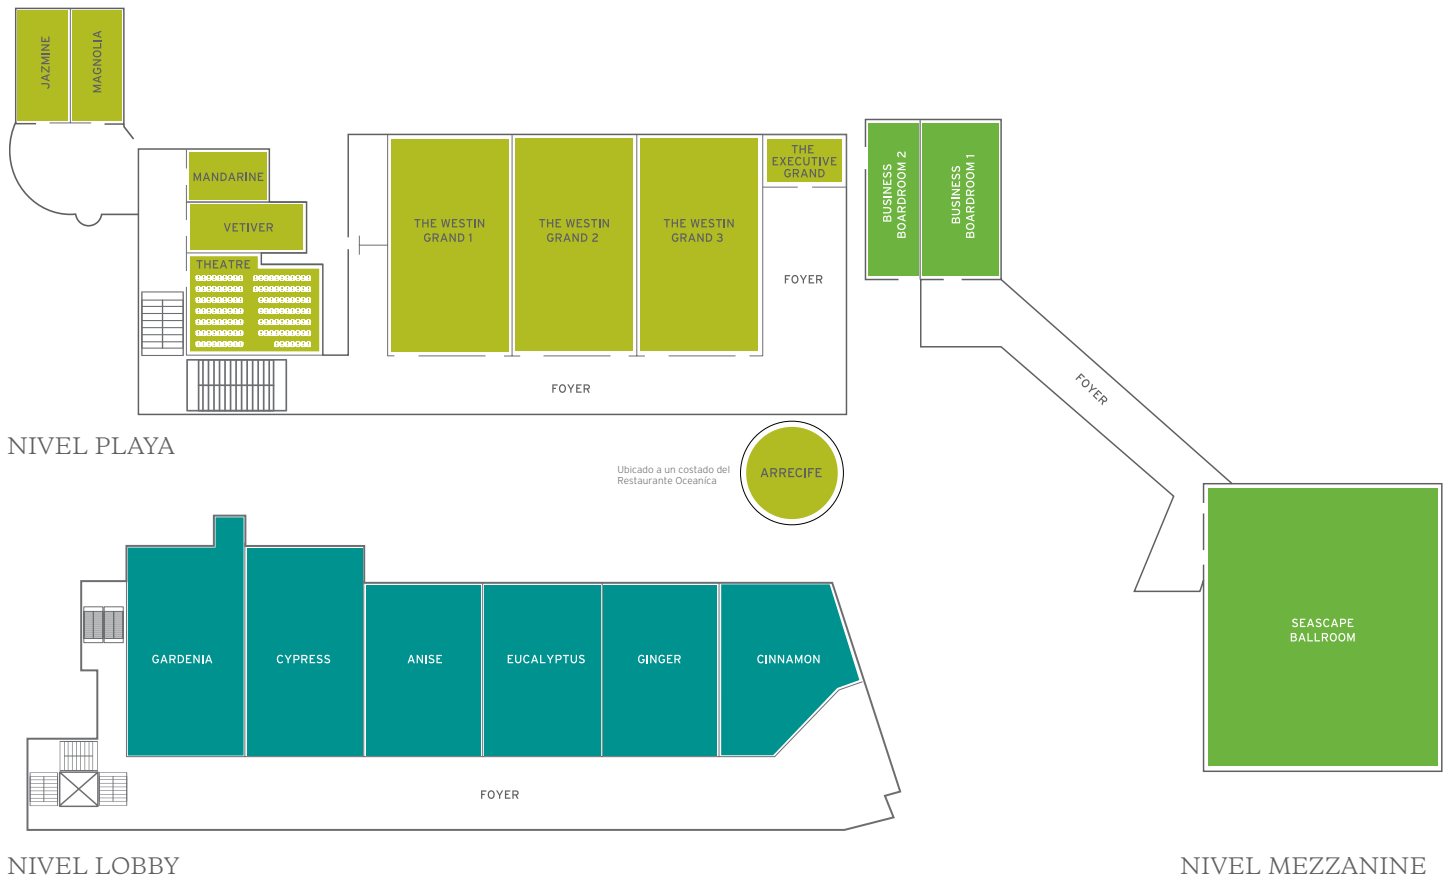 JAZMINE
MAGNOLIA
MANDARINE
VETIVER
THEATRE
THE WESTIN
GRAND 1
THE WESTIN
GRAND 2
THE WESTIN
GRAND 3
THE
EXECUTIVE
GRAND
FOYER
FOYER
NIVEL PLAYA
Ubicado a un costado del
Restaurante Oceaníca
ARRECIFE
BUSINESS
BOARDROOM 2
BUSINESS
BOARDROOM 1
FOYER
SEASCAPE
BALLROOM
NIVEL MEZZANINE
GARDENIA
CYPRESS
ANISE
EUCALYPTUS
GINGER
CINNAMON
FOYER
NIVEL LOBBY